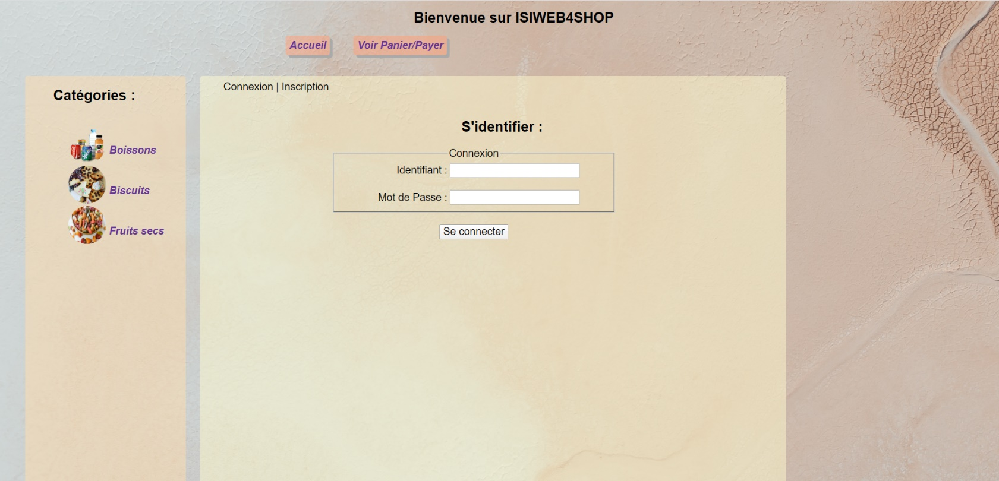 Bienvenue sur ISIWEB4SHOP
Accueil
Voir Panier/Payer
Catégories :
Boissons
Biscuits
Fruits secs
Connexion | Inscription
S'identifier :
Connexion
Identifiant :
Mot de Passe :
Se connecter